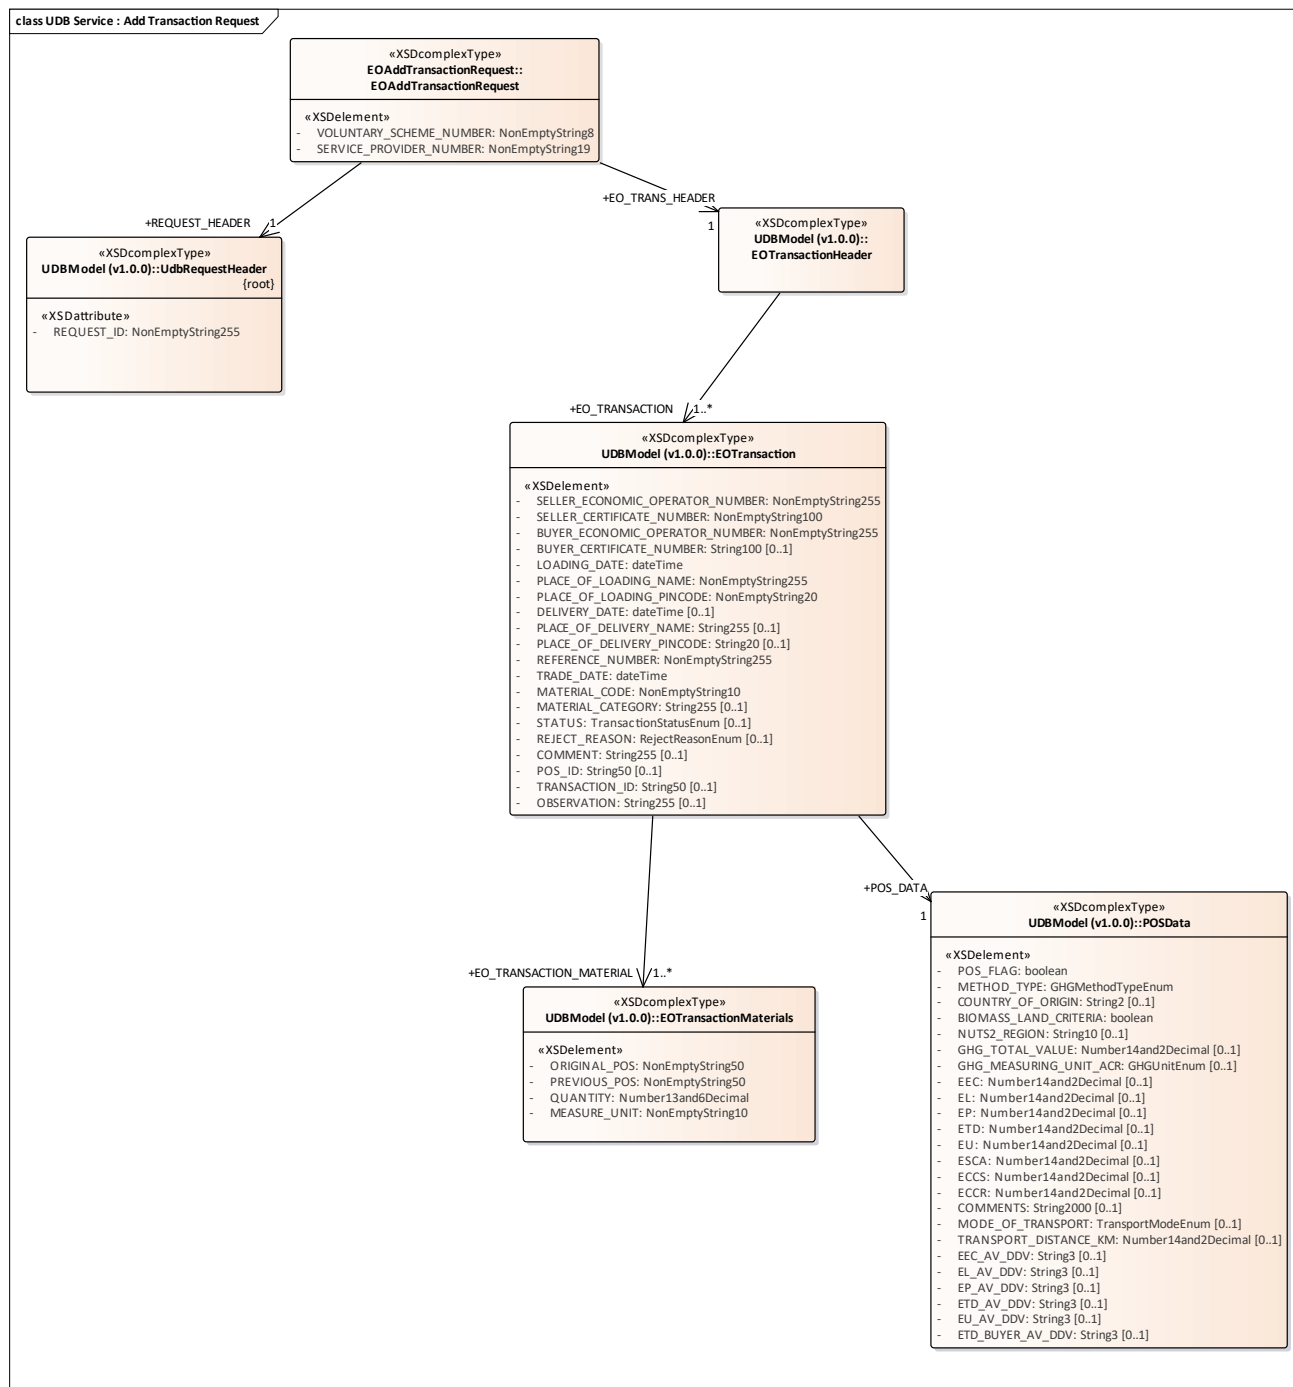 class UDB Service : Add Transaction Request
«XSDcomplexType»
EOAddTransactionRequest::
EOAddTransactionRequest
«XSDelement»
- VOLUNTARY_SCHEME_NUMBER: NonEmptyString8
- SERVICE_PROVIDER_NUMBER: NonEmptyString19
+REQUEST_HEADER 1
+EO_TRANS_HEADER
1
«XSDcomplexType»
UDBModel (v1.0.0)::UdbRequestHeader
{root}
«XSDattribute»
- REQUEST_ID: NonEmptyString255
«XSDcomplexType»
UDBModel (v1.0.0)::
EOTransactionHeader
+EO_TRANSACTION 1..*
«XSDcomplexType»
UDBModel (v1.0.0)::EOTransaction
«XSDelement»
- SELLER_ECONOMIC_OPERATOR_NUMBER: NonEmptyString255
- SELLER_CERTIFICATE_NUMBER: NonEmptyString100
- BUYER_ECONOMIC_OPERATOR_NUMBER: NonEmptyString255
- BUYER_CERTIFICATE_NUMBER: String100 [0..1]
- LOADING_DATE: dateTime
- PLACE_OF_LOADING_NAME: NonEmptyString255
- PLACE_OF_LOADING_PINCODE: NonEmptyString20
- DELIVERY_DATE: dateTime [0..1]
- PLACE_OF_DELIVERY_NAME: String255 [0..1]
- PLACE_OF_DELIVERY_PINCODE: String20 [0..1]
- REFERENCE_NUMBER: NonEmptyString255
- TRADE_DATE: dateTime
- MATERIAL_CODE: NonEmptyString10
- MATERIAL_CATEGORY: String255 [0..1]
- STATUS: TransactionStatusEnum [0..1]
- REJECT_REASON: RejectReasonEnum [0..1]
- COMMENT: String255 [0..1]
- POS_ID: String50 [0..1]
- TRANSACTION_ID: String50 [0..1]
- OBSERVATION: String255 [0..1]
+EO_TRANSACTION_MATERIAL 1..*
+POS_DATA
1
«XSDcomplexType»
UDBModel (v1.0.0)::EOTransactionMaterials
«XSDelement»
- ORIGINAL_POS: NonEmptyString50
- PREVIOUS_POS: NonEmptyString50
- QUANTITY: Number13and6Decimal
- MEASURE_UNIT: NonEmptyString10
«XSDcomplexType»
UDBModel (v1.0.0)::POSData
«XSDelement»
- POS_FLAG: boolean
- METHOD_TYPE: GHGMethodTypeEnum
- COUNTRY_OF_ORIGIN: String2 [0..1]
- BIOMASS_LAND_CRITERIA: boolean
- NUTS2_REGION: String10 [0..1]
- GHG_TOTAL_VALUE: Number14and2Decimal [0..1]
- GHG_MEASURING_UNIT_ACR: GHGUnitEnum [0..1]
- EEC: Number14and2Decimal [0..1]
- EL: Number14and2Decimal [0..1]
- EP: Number14and2Decimal [0..1]
- ETD: Number14and2Decimal [0..1]
- EU: Number14and2Decimal [0..1]
- ESCA: Number14and2Decimal [0..1]
- ECCS: Number14and2Decimal [0..1]
- ECCR: Number14and2Decimal [0..1]
- COMMENTS: String2000 [0..1]
- MODE_OF_TRANSPORT: TransportModeEnum [0..1]
- TRANSPORT_DISTANCE_KM: Number14and2Decimal [0..1]
- EEC_AV_DDV: String3 [0..1]
- EL_AV_DDV: String3 [0..1]
- EP_AV_DDV: String3 [0..1]
- ETD_AV_DDV: String3 [0..1]
- EU_AV_DDV: String3 [0..1]
- ETD_BUYER_AV_DDV: String3 [0..1]